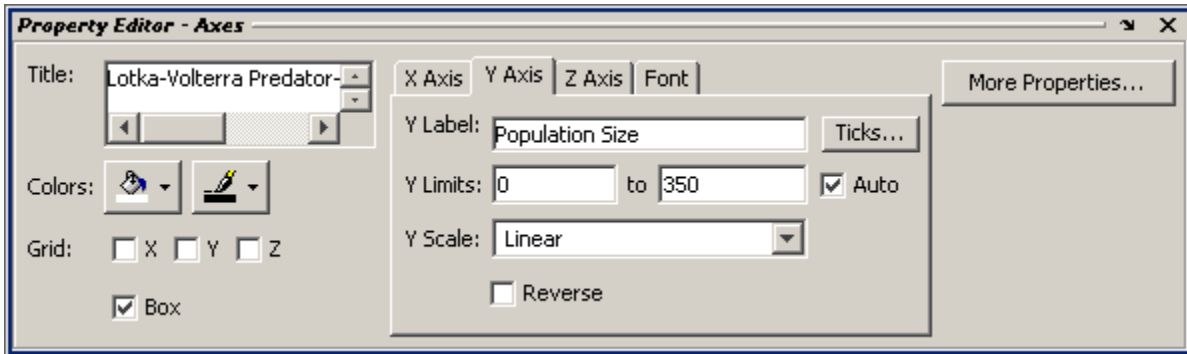 Property Editor - Axes
Title:
Lotka-Volterra Predator-
X Axis
Y Axis
Z Axis
Font
More Properties...
Y Label:
Population Size
Ticks...
Colors:
Y Limits:
0
to
350
Auto
Grid:
X
Y
Z
Y Scale:
Linear
Box
Reverse